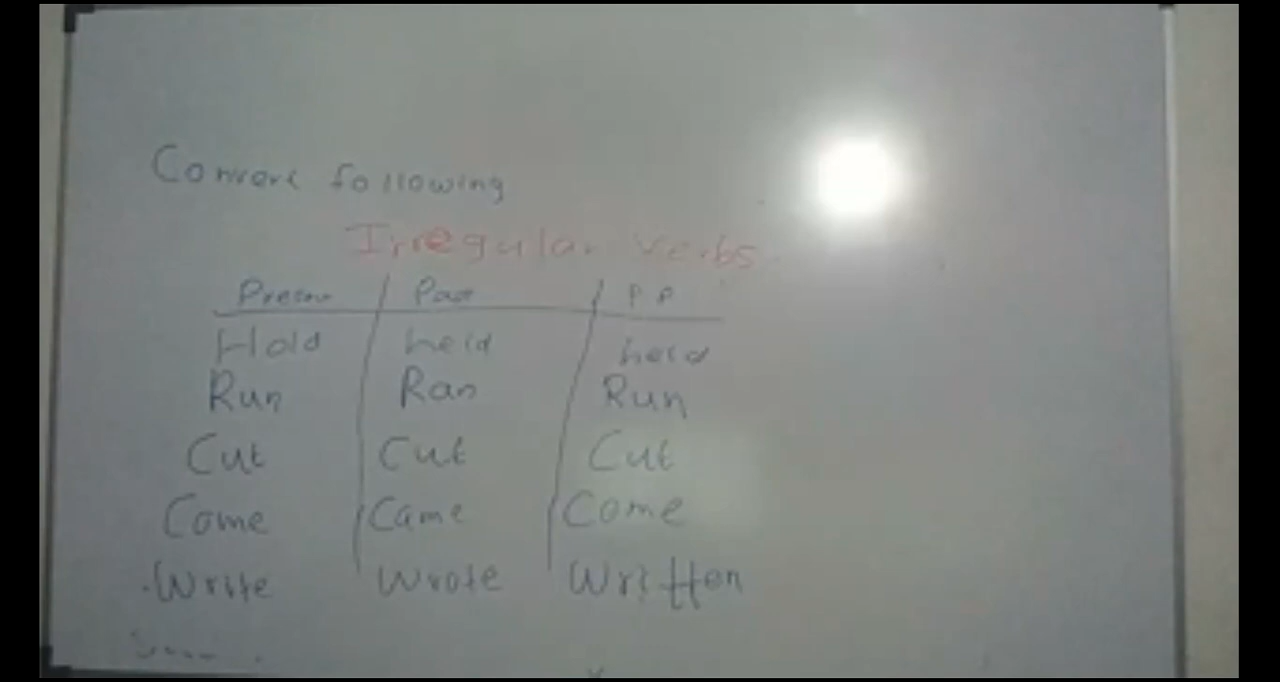 Convert following
Irregular Verbs
Present Past P P
Hold held held
Run Ran Run
Cut Cut Cut
Come Came Come
Write Wrote Written